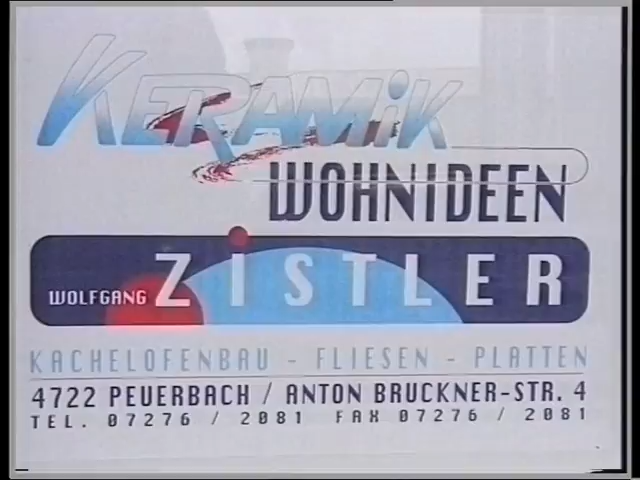 KERAMiK
WOHNIDEEN
WOLFGANG ZiSTLER
KACHELOFENBAU - FLIESEN - PLATTEN
4722 PEUERBACH / ANTON BRUCKNER-STR. 4
TEL. 07276 / 2081 FAX 07276 / 2081